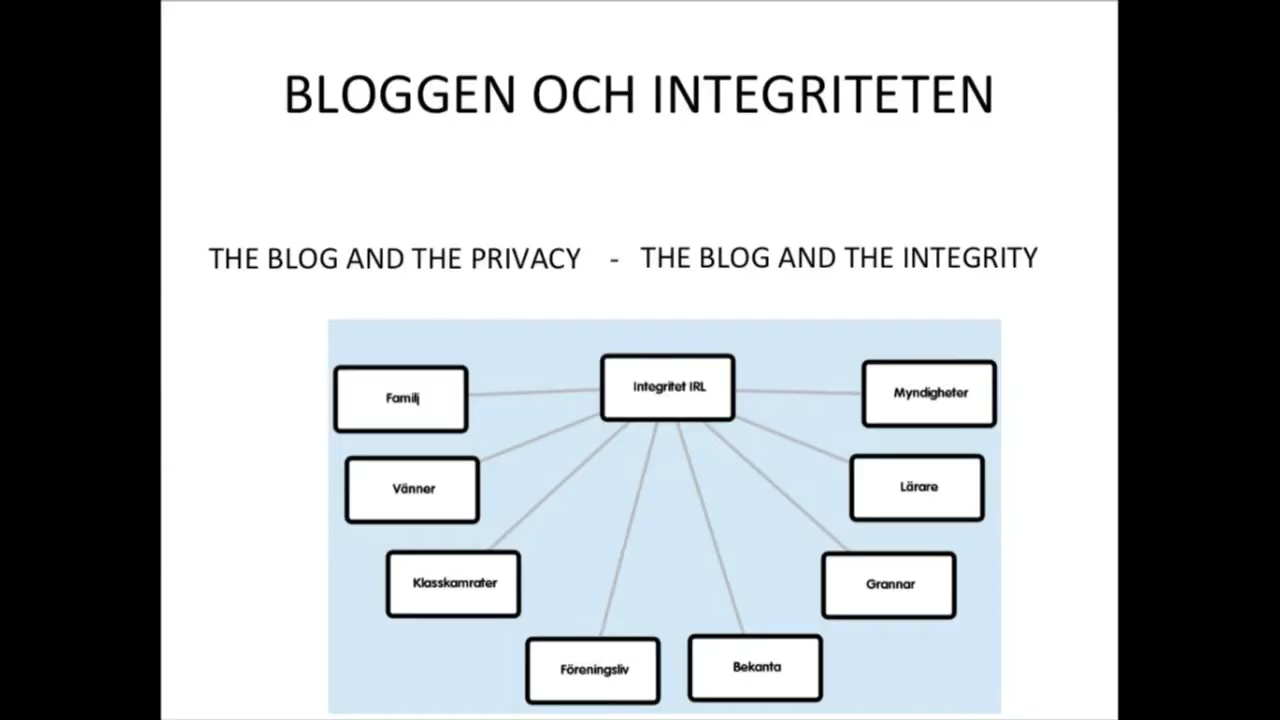 BLOGGEN OCH INTEGRITETEN
THE BLOG AND THE PRIVACY - THE BLOG AND THE INTEGRITY
Integritet IRL
Familj
Myndigheter
Vänner
Lärare
Klasskamrater
Grannar
Föreningsliv
Bekanta